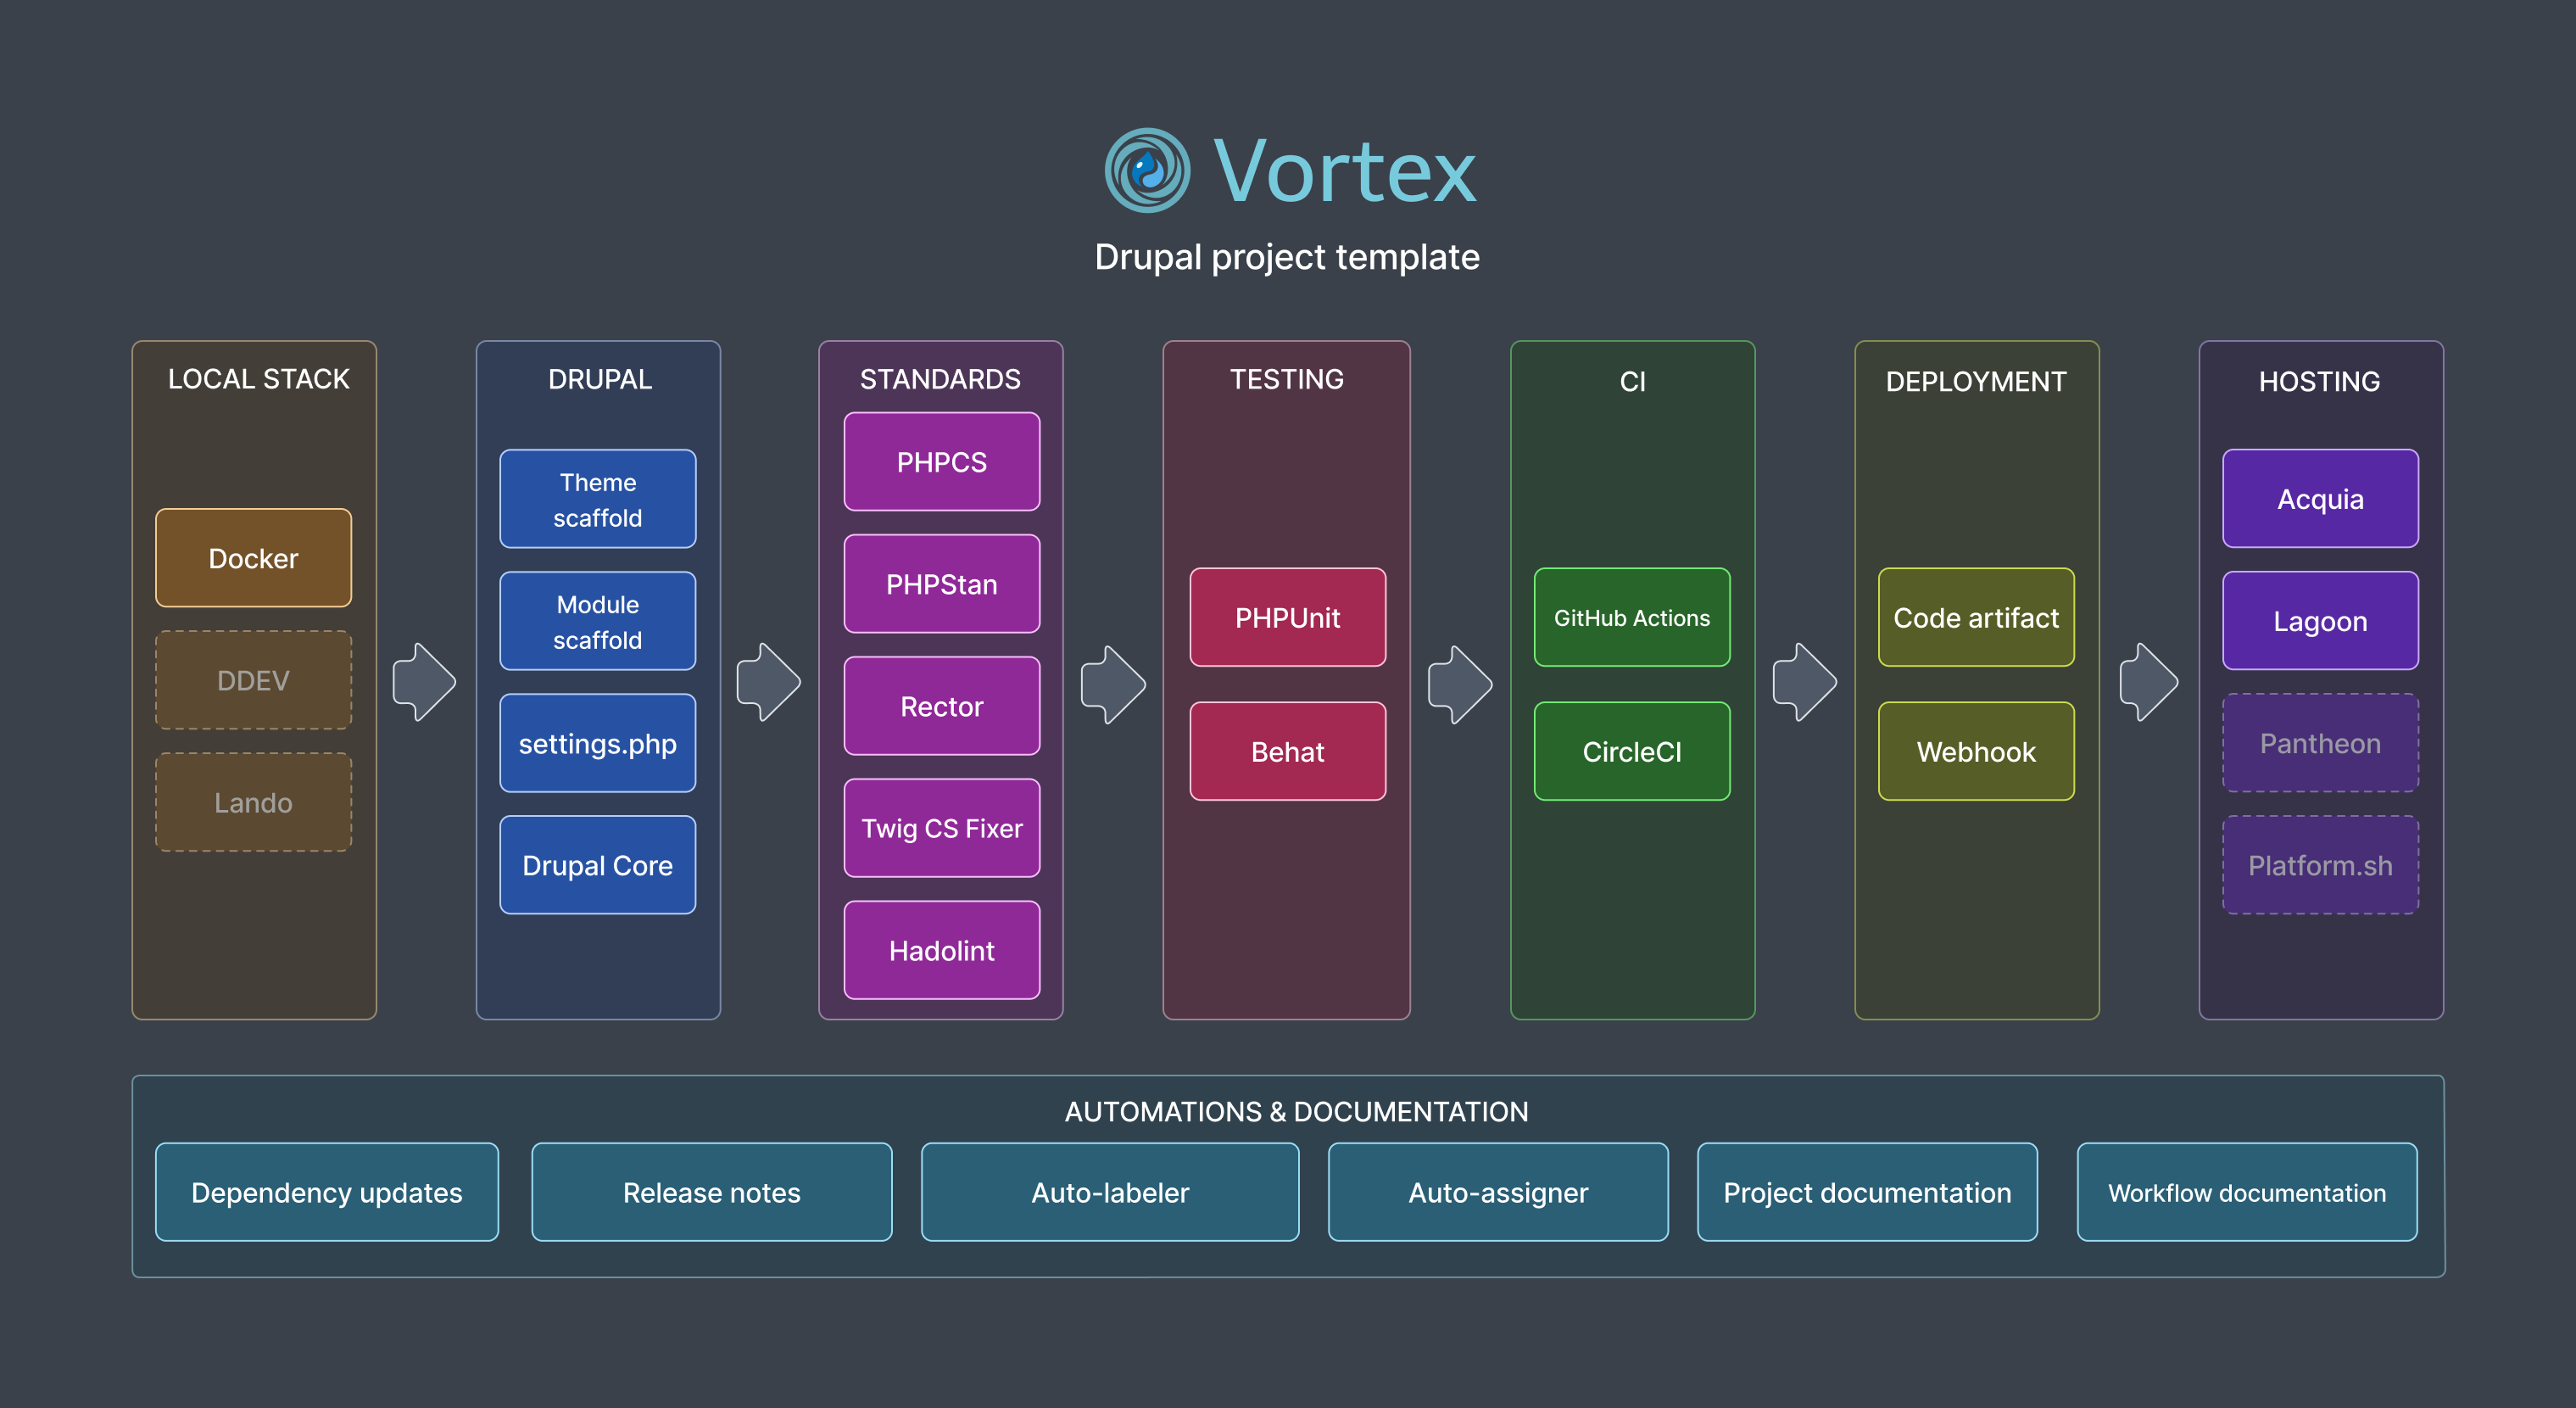 Vortex
Drupal project template
LOCAL STACK
Docker
DDEV
Lando
DRUPAL
Theme
scaffold
Module
scaffold
settings.php
Drupal Core
STANDARDS
PHPCS
PHPStan
Rector
Twig CS Fixer
Hadolint
TESTING
PHPUnit
Behat
CI
GitHub Actions
CircleCI
DEPLOYMENT
Code artifact
Webhook
HOSTING
Acquia
Lagoon
Pantheon
Platform.sh
AUTOMATIONS & DOCUMENTATION
Dependency updates
Release notes
Auto-labeler
Auto-assigner
Project documentation
Workflow documentation